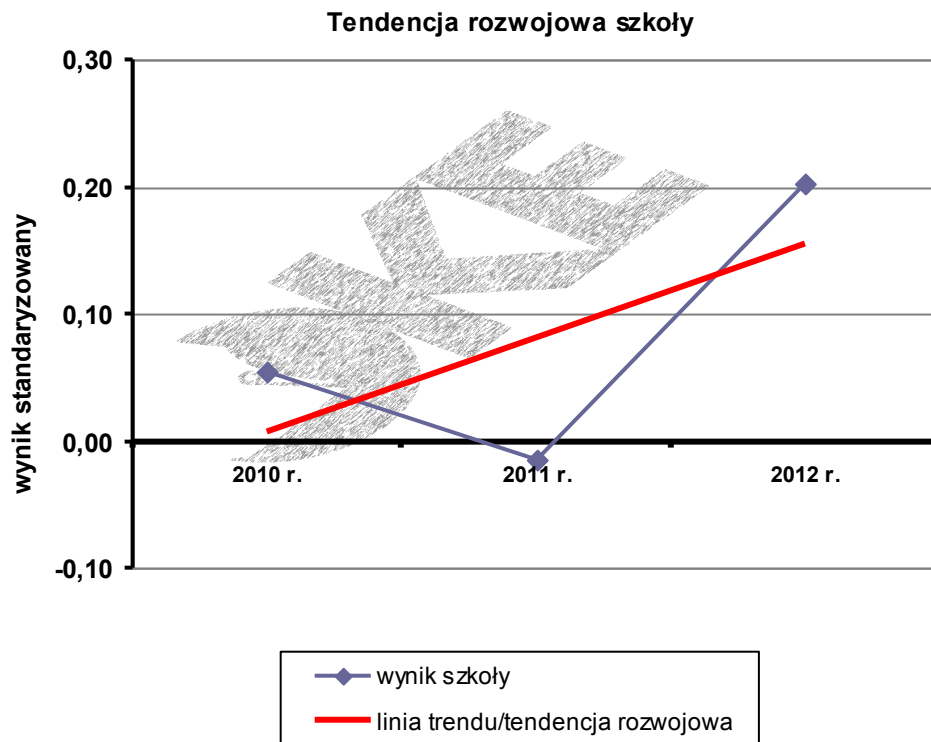 Tendencja rozwojowa szkoły
0,30
0,20
0,10
0,00
-0,10
wynik standaryzowany
2010 r.
2011 r.
2012 r.
wynik szkoły
linia trendu/tendencja rozwojowa
OKE